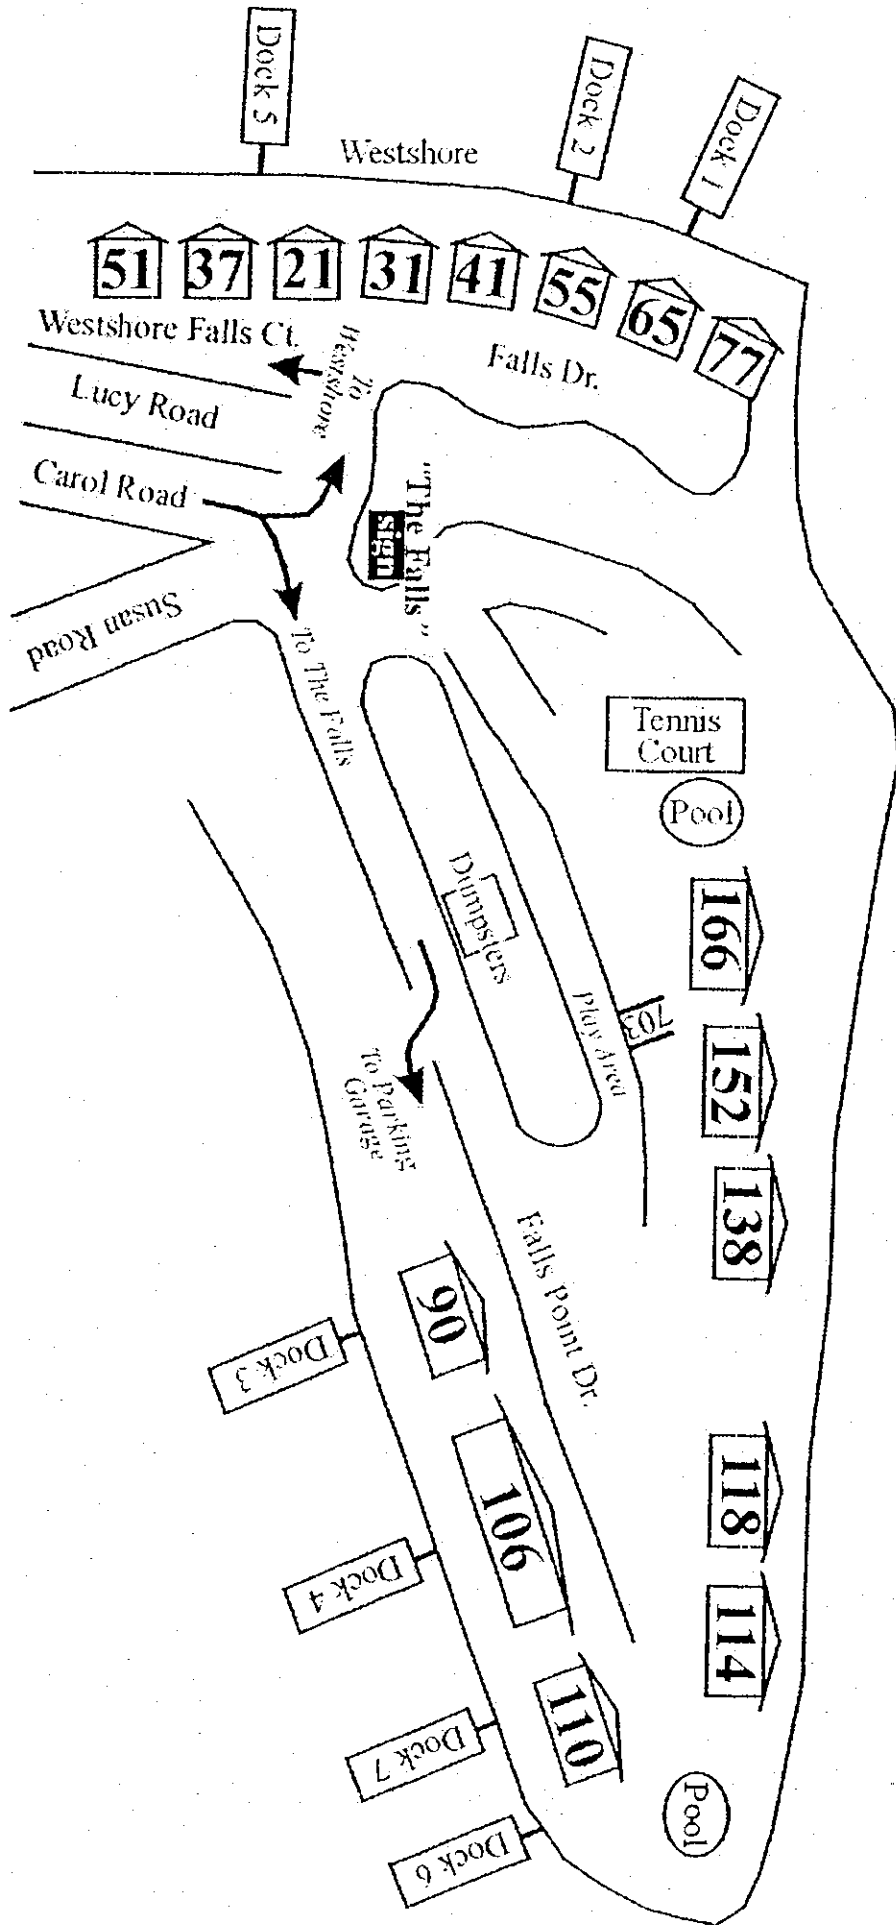 Dock 5
Dock 2
Dock 1
Westshore
51
37
21
31
41
55
65
77
Westshore Falls Ct.
Falls Dr.
To
Westshore
Lucy Road
Carol Road
"The Falls"
sign
Susan Road
To The Falls
Tennis
Court
Pool
Dumpsters
166
Play Area
703
152
To Parking
Garage
138
Falls Point Dr.
90
Dock 3
118
106
Dock 4
114
110
Dock 7
Pool
Dock 6